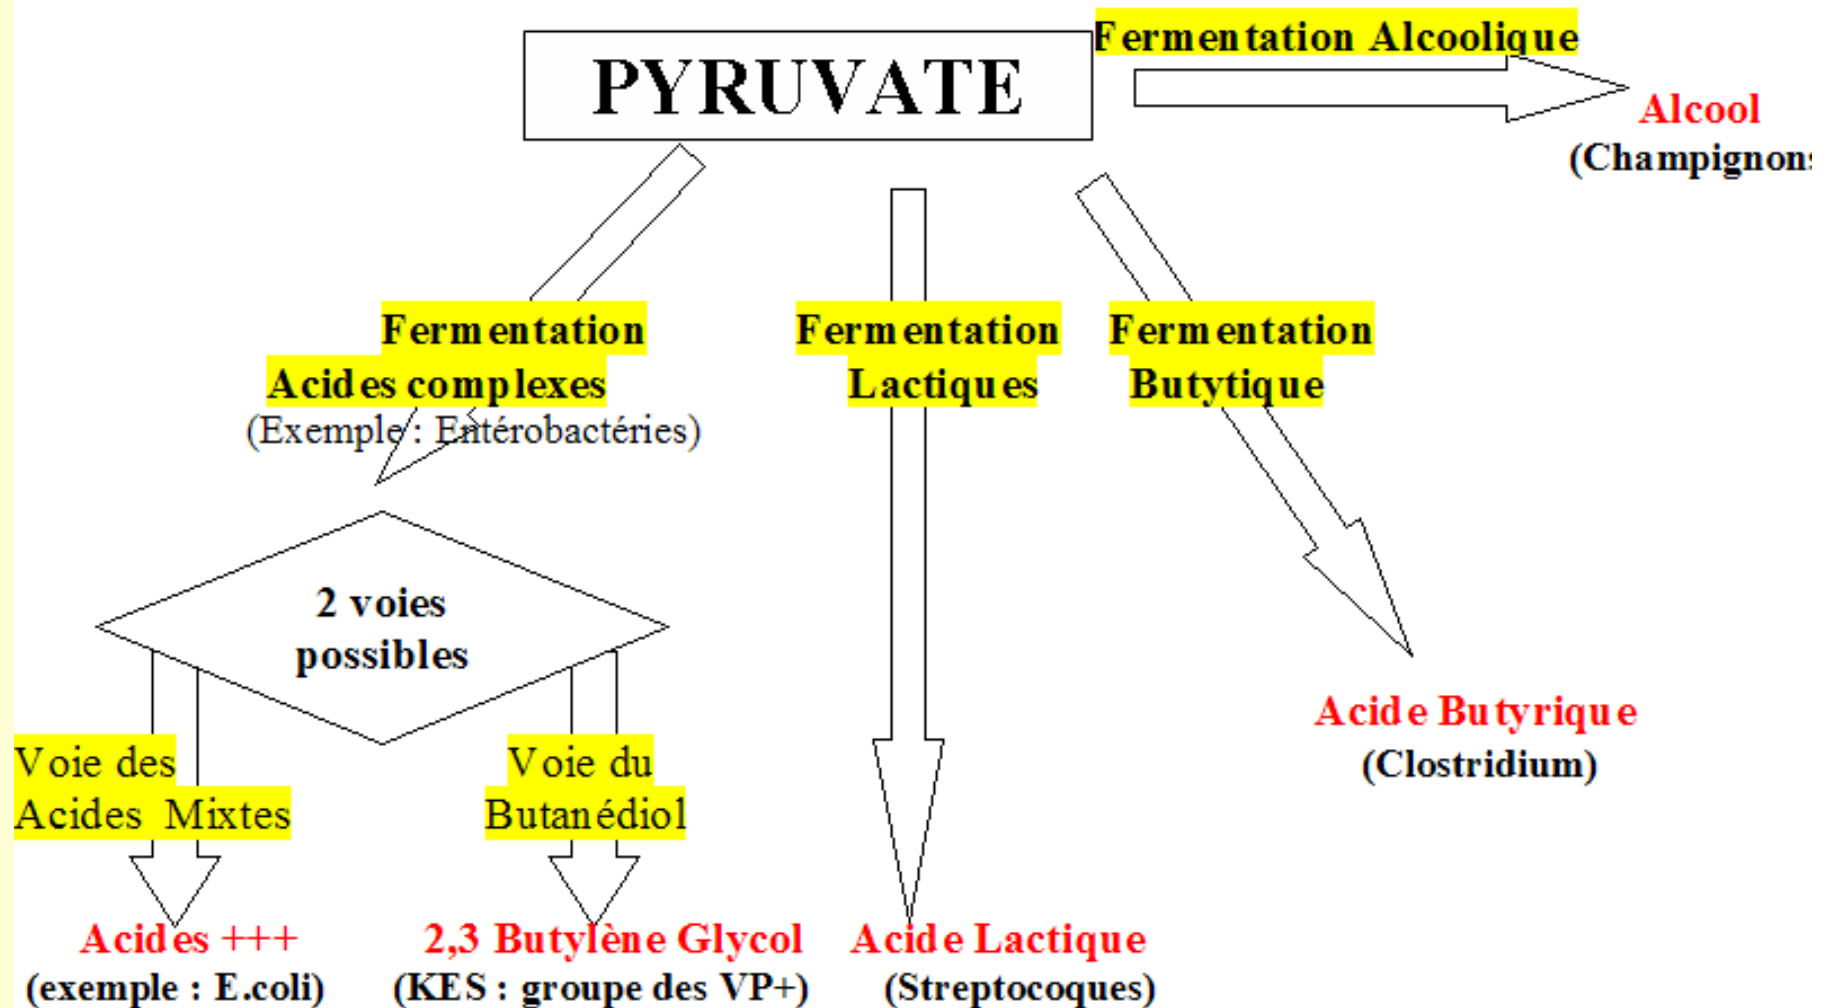 Fermentation Alcoolique
PYRUVATE
Alcool
(Champignons
Fermentation
Acides complexes
(Exemple : Entérobactéries)
Fermentation
Lactiques
Fermentation
Butytique
2 voies
possibles
Voie des
Acides Mixtes
Voie du
Butanédiol
Acide Butyrique
(Clostridium)
Acides +++
(exemple : E.coli)
2,3 Butylène Glycol
(KES : groupe des VP+)
Acide Lactique
(Streptocoques)